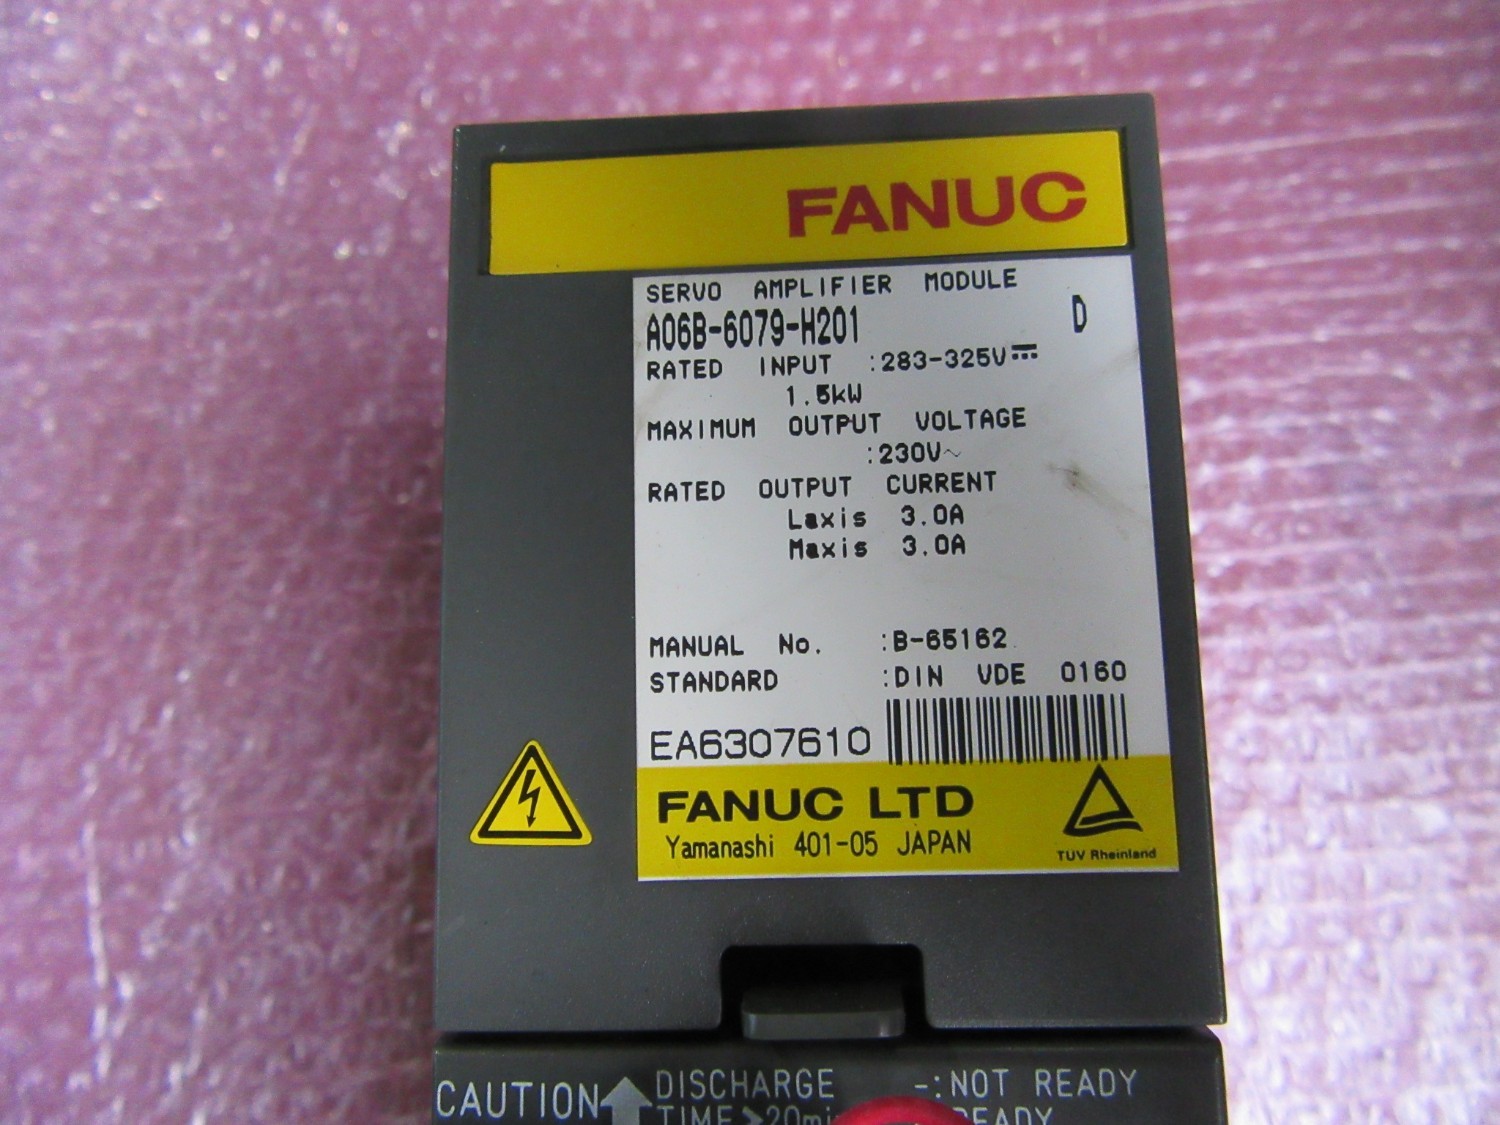 FANUC
SERVO AMPLIFIER MODULE
A06B-6079-H201 D
RATED INPUT :283-325V⎓
1.5kW
MAXIMUM OUTPUT VOLTAGE
:230V~
RATED OUTPUT CURRENT
Laxis 3.0A
Maxis 3.0A
MANUAL No. :B-65162
STANDARD :DIN VDE 0160
EA6307610
FANUC LTD
Yamanashi 401-05 JAPAN
TUV Rheinland
CAUTION DISCHARGE -:NOT READY
TIME >20